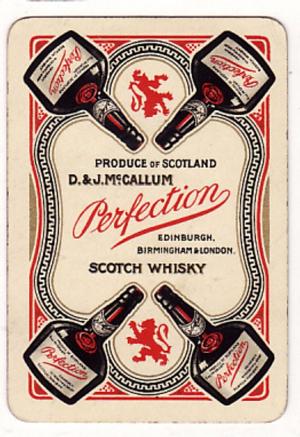 Perfection
Perfection
PRODUCE OF SCOTLAND
D. & J. McCALLUM
Perfection
EDINBURGH,
BIRMINGHAM & LONDON.
SCOTCH WHISKY
Perfection
Perfection